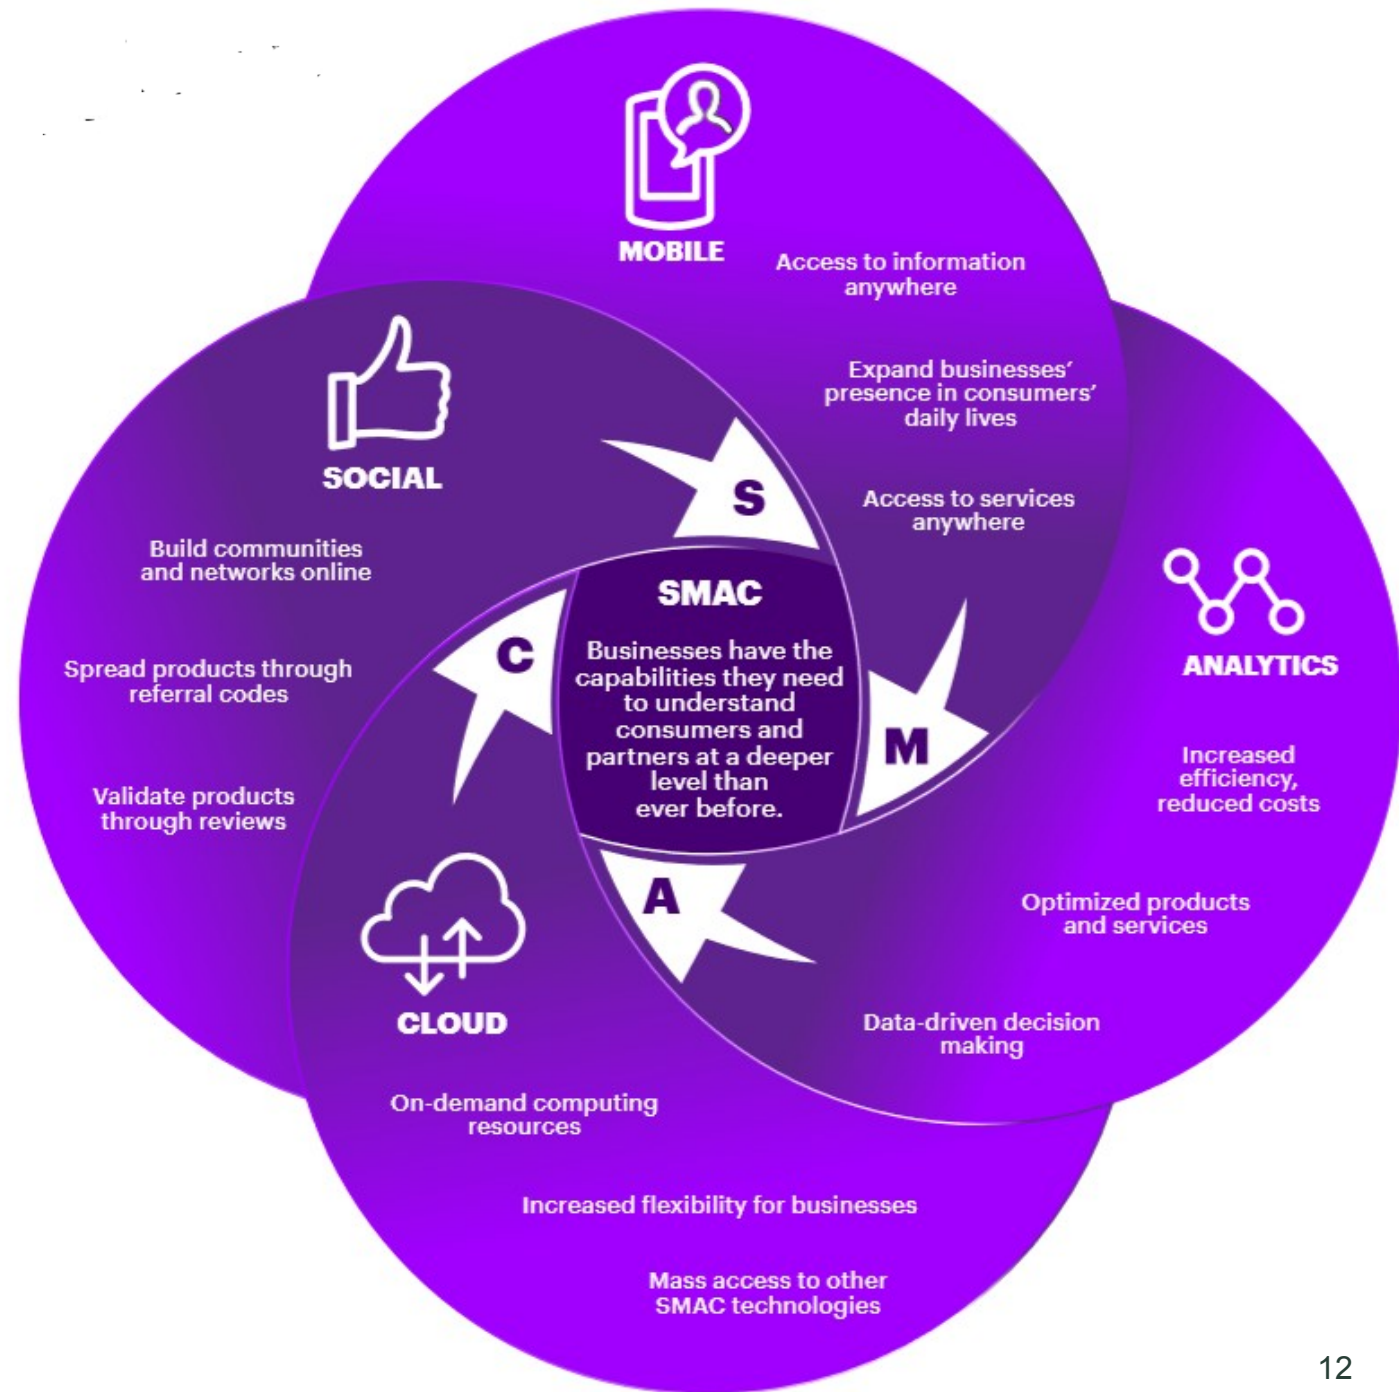 MOBILE
Access to information
anywhere
Expand businesses’
presence in consumers’
daily lives
Access to services
anywhere
SOCIAL
Build communities
and networks online
Spread products through
referral codes
Validate products
through reviews
S
M
A
C
SMAC
Businesses have the
capabilities they need
to understand
consumers and
partners at a deeper
level than
ever before.
ANALYTICS
Increased
efficiency,
reduced costs
Optimized products
and services
Data-driven decision
making
CLOUD
On-demand computing
resources
Increased flexibility for businesses
Mass access to other
SMAC technologies
12